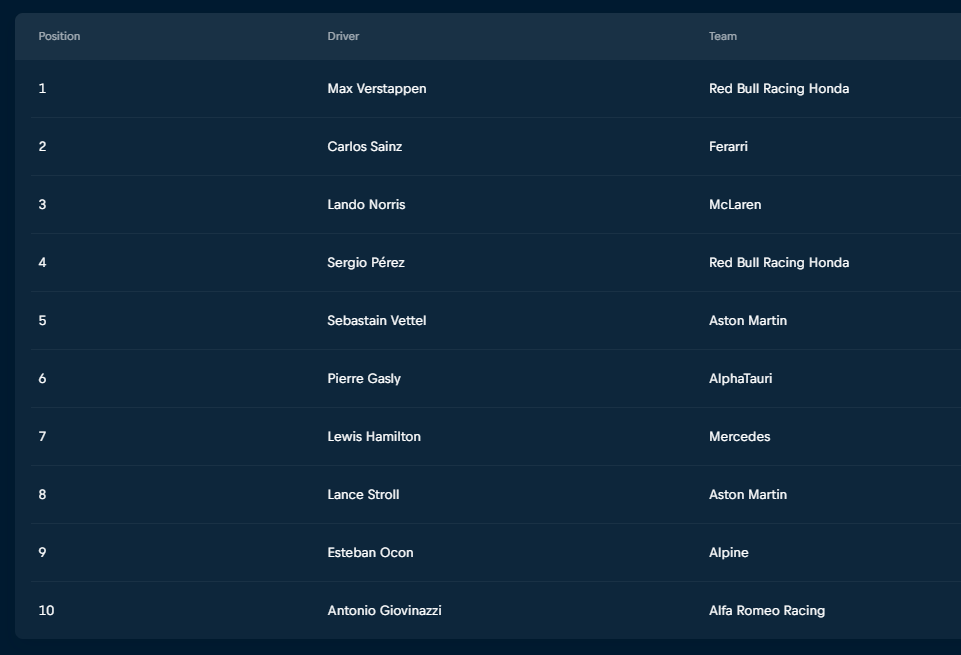 Position Driver Team
1 Max Verstappen Red Bull Racing Honda
2 Carlos Sainz Ferarri
3 Lando Norris McLaren
4 Sergio Pérez Red Bull Racing Honda
5 Sebastain Vettel Aston Martin
6 Pierre Gasly AlphaTauri
7 Lewis Hamilton Mercedes
8 Lance Stroll Aston Martin
9 Esteban Ocon Alpine
10 Antonio Giovinazzi Alfa Romeo Racing